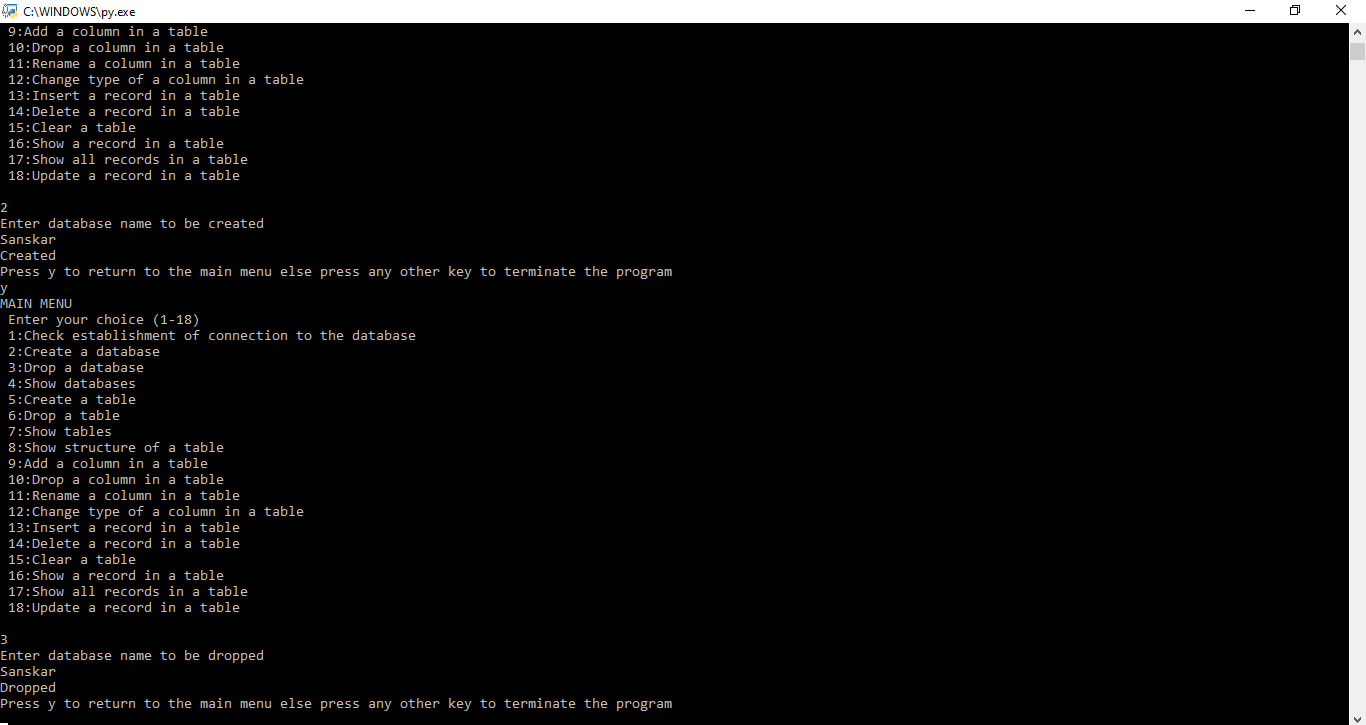 C:\WINDOWS\py.exe
9:Add a column in a table
10:Drop a column in a table
11:Rename a column in a table
12:Change type of a column in a table
13:Insert a record in a table
14:Delete a record in a table
15:Clear a table
16:Show a record in a table
17:Show all records in a table
18:Update a record in a table
2
Enter database name to be created
Sanskar
Created
Press y to return to the main menu else press any other key to terminate the program
y
MAIN MENU
Enter your choice (1-18)
1:Check establishment of connection to the database
2:Create a database
3:Drop a database
4:Show databases
5:Create a table
6:Drop a table
7:Show tables
8:Show structure of a table
9:Add a column in a table
10:Drop a column in a table
11:Rename a column in a table
12:Change type of a column in a table
13:Insert a record in a table
14:Delete a record in a table
15:Clear a table
16:Show a record in a table
17:Show all records in a table
18:Update a record in a table
3
Enter database name to be dropped
Sanskar
Dropped
Press y to return to the main menu else press any other key to terminate the program